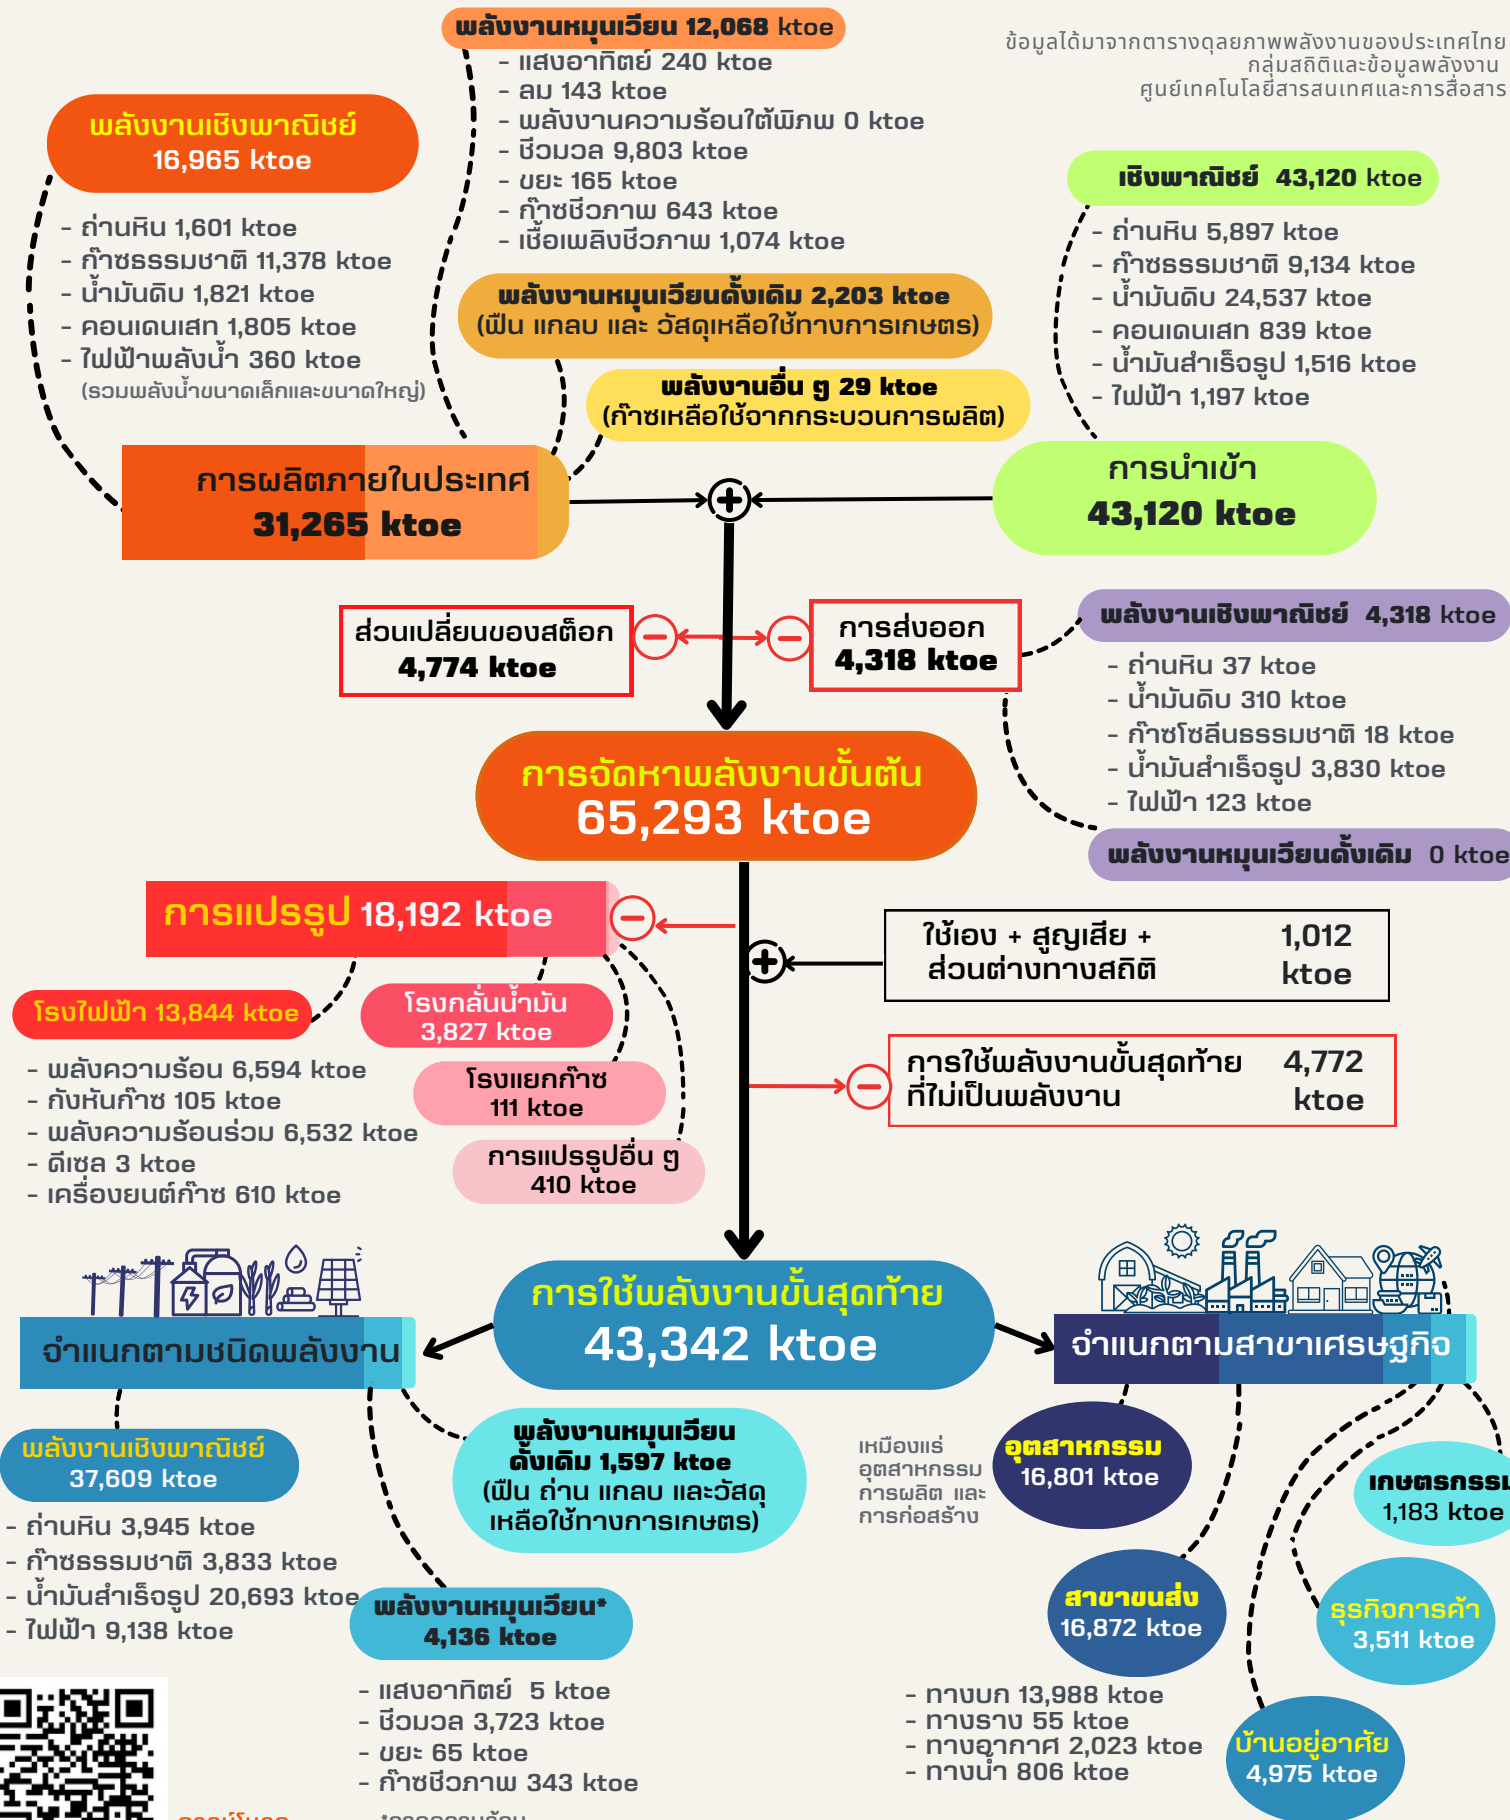 ข้อมูลได้มาจากตารางดุลยภาพพลังงานของประเทศไทย
กลุ่มสถิติและข้อมูลพลังงาน
ศูนย์เทคโนโลยีสารสนเทศและการสื่อสาร
พลังงานเชิงพาณิชย์
16,965 ktoe
- ถ่านหิน 1,601 ktoe
- ก๊าซธรรมชาติ 11,378 ktoe
- น้ำมันดิบ 1,821 ktoe
- คอนเดนเสท 1,805 ktoe
- ไฟฟ้าพลังน้ำ 360 ktoe
(รวมพลังน้ำขนาดเล็กและขนาดใหญ่)
พลังงานหมุนเวียน 12,068 ktoe
- แสงอาทิตย์ 240 ktoe
- ลม 143 ktoe
- พลังงานความร้อนใต้พิภพ 0 ktoe
- ชีวมวล 9,803 ktoe
- ขยะ 165 ktoe
- ก๊าซชีวภาพ 643 ktoe
- เชื้อเพลิงชีวภาพ 1,074 ktoe
พลังงานหมุนเวียนดั้งเดิม 2,203 ktoe
(ฟืน แกลบ และ วัสดุเหลือใช้ทางการเกษตร)
พลังงานอื่น ๆ 29 ktoe
(ก๊าซเหลือใช้จากกระบวนการผลิต)
เชิงพาณิชย์ 43,120 ktoe
- ถ่านหิน 5,897 ktoe
- ก๊าซธรรมชาติ 9,134 ktoe
- น้ำมันดิบ 24,537 ktoe
- คอนเดนเสท 839 ktoe
- น้ำมันสำเร็จรูป 1,516 ktoe
- ไฟฟ้า 1,197 ktoe
การผลิตภายในประเทศ
31,265 ktoe
การนำเข้า
43,120 ktoe
ส่วนเปลี่ยนของสต็อก
4,774 ktoe
การส่งออก
4,318 ktoe
พลังงานเชิงพาณิชย์ 4,318 ktoe
- ถ่านหิน 37 ktoe
- น้ำมันดิบ 310 ktoe
- ก๊าซโซลีนธรรมชาติ 18 ktoe
- น้ำมันสำเร็จรูป 3,830 ktoe
- ไฟฟ้า 123 ktoe
พลังงานหมุนเวียนดั้งเดิม 0 ktoe
การจัดหาพลังงานขั้นต้น
65,293 ktoe
การแปรรูป 18,192 ktoe
ใช้เอง + สูญเสีย +
ส่วนต่างทางสถิติ
1,012
ktoe
โรงไฟฟ้า 13,844 ktoe
- พลังความร้อน 6,594 ktoe
- กังหันก๊าซ 105 ktoe
- พลังความร้อนร่วม 6,532 ktoe
- ดีเซล 3 ktoe
- เครื่องยนต์ก๊าซ 610 ktoe
โรงกลั่นน้ำมัน
3,827 ktoe
โรงแยกก๊าซ
111 ktoe
การแปรรูปอื่น ๆ
410 ktoe
การใช้พลังงานขั้นสุดท้าย
ที่ไม่เป็นพลังงาน
4,772
ktoe
การใช้พลังงานขั้นสุดท้าย
43,342 ktoe
จำแนกตามชนิดพลังงาน
จำแนกตามสาขาเศรษฐกิจ
พลังงานเชิงพาณิชย์
37,609 ktoe
- ถ่านหิน 3,945 ktoe
- ก๊าซธรรมชาติ 3,833 ktoe
- น้ำมันสำเร็จรูป 20,693 ktoe
- ไฟฟ้า 9,138 ktoe
พลังงานหมุนเวียน
ดั้งเดิม 1,597 ktoe
(ฟืน ถ่าน แกลบ และวัสดุ
เหลือใช้ทางการเกษตร)
พลังงานหมุนเวียน*
4,136 ktoe
- แสงอาทิตย์ 5 ktoe
- ชีวมวล 3,723 ktoe
- ขยะ 65 ktoe
- ก๊าซชีวภาพ 343 ktoe
เหมืองแร่
อุตสาหกรรม
การผลิต และ
การก่อสร้าง
อุตสาหกรรม
16,801 ktoe
เกษตรกรรม
1,183 ktoe
สาขาขนส่ง
16,872 ktoe
- ทางบก 13,988 ktoe
- ทางราง 55 ktoe
- ทางอากาศ 2,023 ktoe
- ทางน้ำ 806 ktoe
ธุรกิจการค้า
3,511 ktoe
บ้านอยู่อาศัย
4,975 ktoe